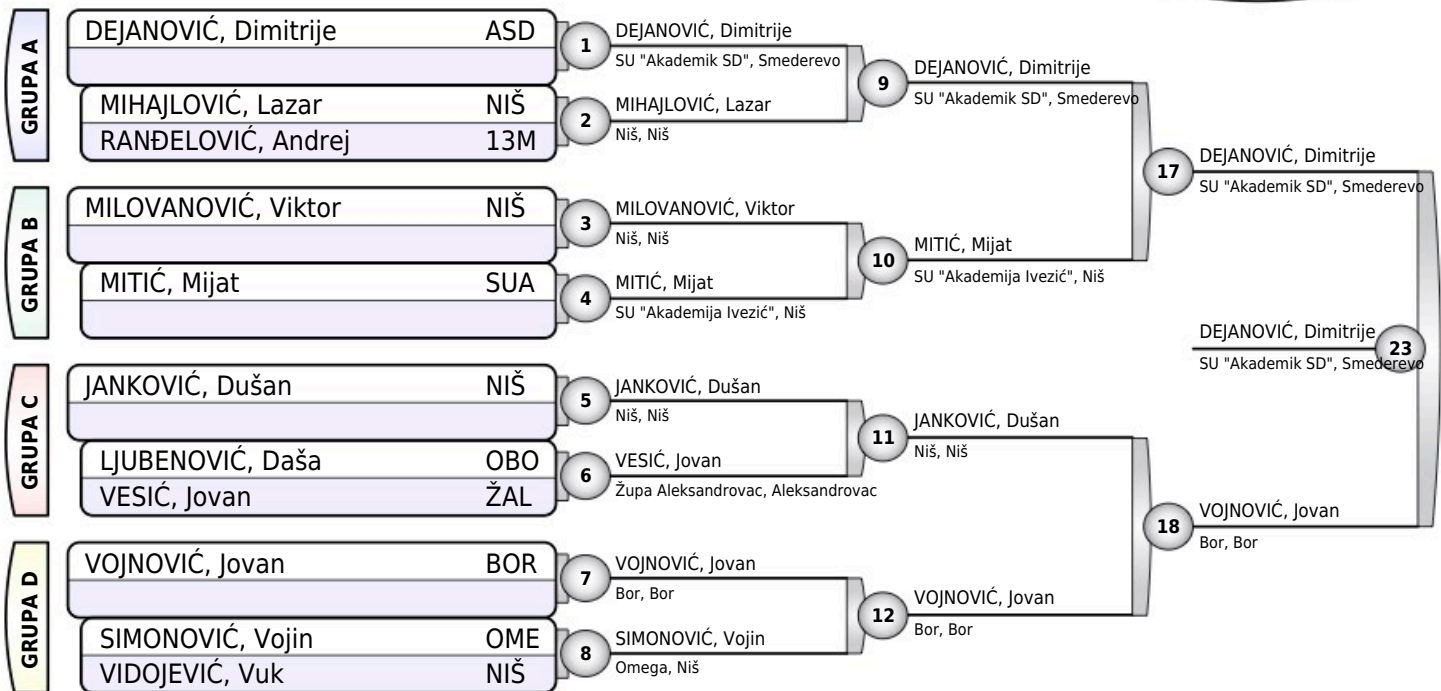 GRUPA A
DEJANOVIĆ, Dimitrije ASD
MIHAJLOVIĆ, Lazar NIŠ
RANĐELOVIĆ, Andrej 13M
GRUPA B
MILOVANOVIĆ, Viktor NIŠ
MITIĆ, Mijat SUA
GRUPA C
JANKOVIĆ, Dušan NIŠ
LJUBENOVIĆ, Daša OBO
VESIĆ, Jovan ŽAL
GRUPA D
VOJNOVIĆ, Jovan BOR
SIMONOVIĆ, Vojin OME
VIDOJEVIĆ, Vuk NIŠ
1
DEJANOVIĆ, Dimitrije
SU "Akademik SD", Smederevo
2
MIHAJLOVIĆ, Lazar
Niš, Niš
3
MILOVANOVIĆ, Viktor
Niš, Niš
4
MITIĆ, Mijat
SU "Akademija Ivezić", Niš
5
JANKOVIĆ, Dušan
Niš, Niš
6
VESIĆ, Jovan
Župa Aleksandrovac, Aleksandrovac
7
VOJNOVIĆ, Jovan
Bor, Bor
8
SIMONOVIĆ, Vojin
Omega, Niš
9
DEJANOVIĆ, Dimitrije
SU "Akademik SD", Smederevo
10
MITIĆ, Mijat
SU "Akademija Ivezić", Niš
11
JANKOVIĆ, Dušan
Niš, Niš
12
VOJNOVIĆ, Jovan
Bor, Bor
17
DEJANOVIĆ, Dimitrije
SU "Akademik SD", Smederevo
18
VOJNOVIĆ, Jovan
Bor, Bor
23
DEJANOVIĆ, Dimitrije
SU "Akademik SD", Smederevo